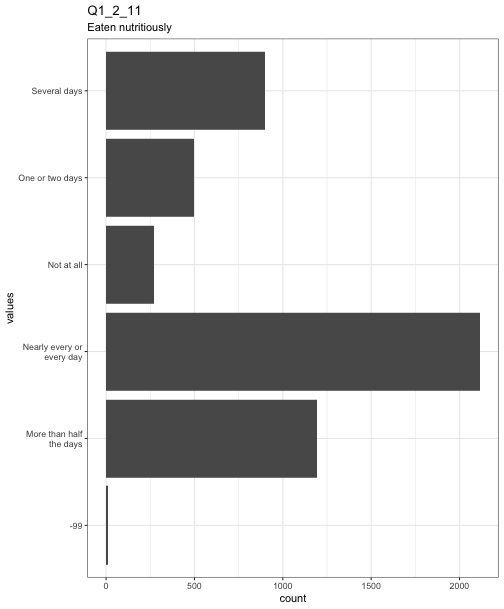 Q1_2_11
Eaten nutritiously
Several days
One or two days
Not at all
Nearly every or
every day
More than half
the days
-99
values
0
500
1000
1500
2000
count